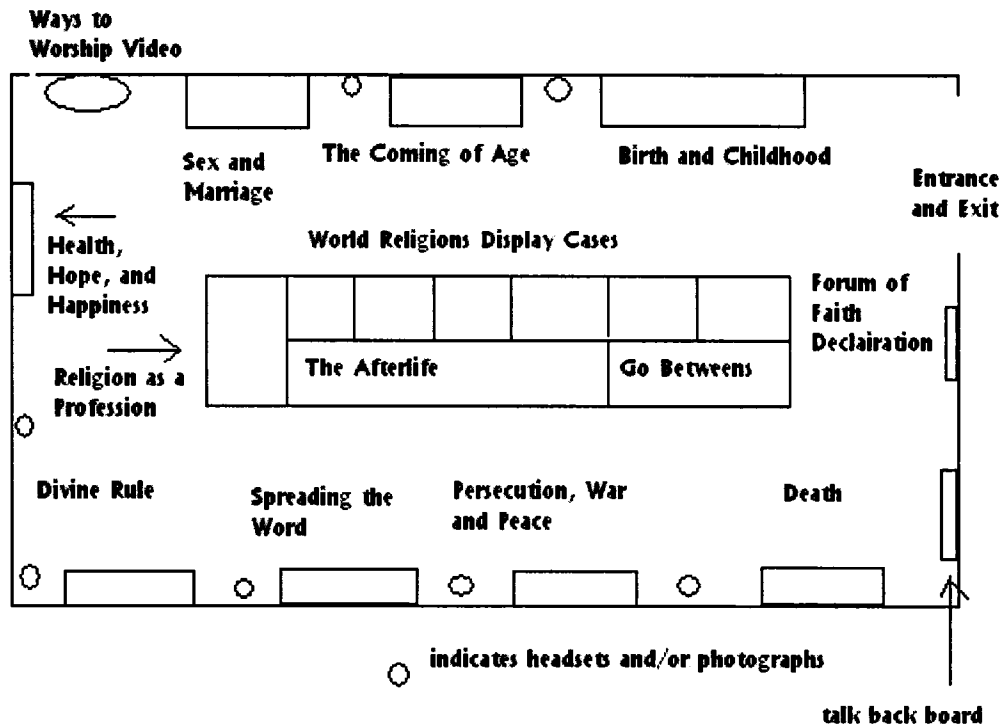 Ways to
Worship Video
Sex and
Marriage
The Coming of Age
Birth and Childhood
Entrance
and Exit
Health,
Hope, and
Happiness
World Religions Display Cases
Forum of
Faith
Declairation
Religion as a
Profession
The Afterlife
Go Betweens
Divine Rule
Spreading the
Word
Persecution, War
and Peace
Death
indicates headsets and/or photographs
talk back board